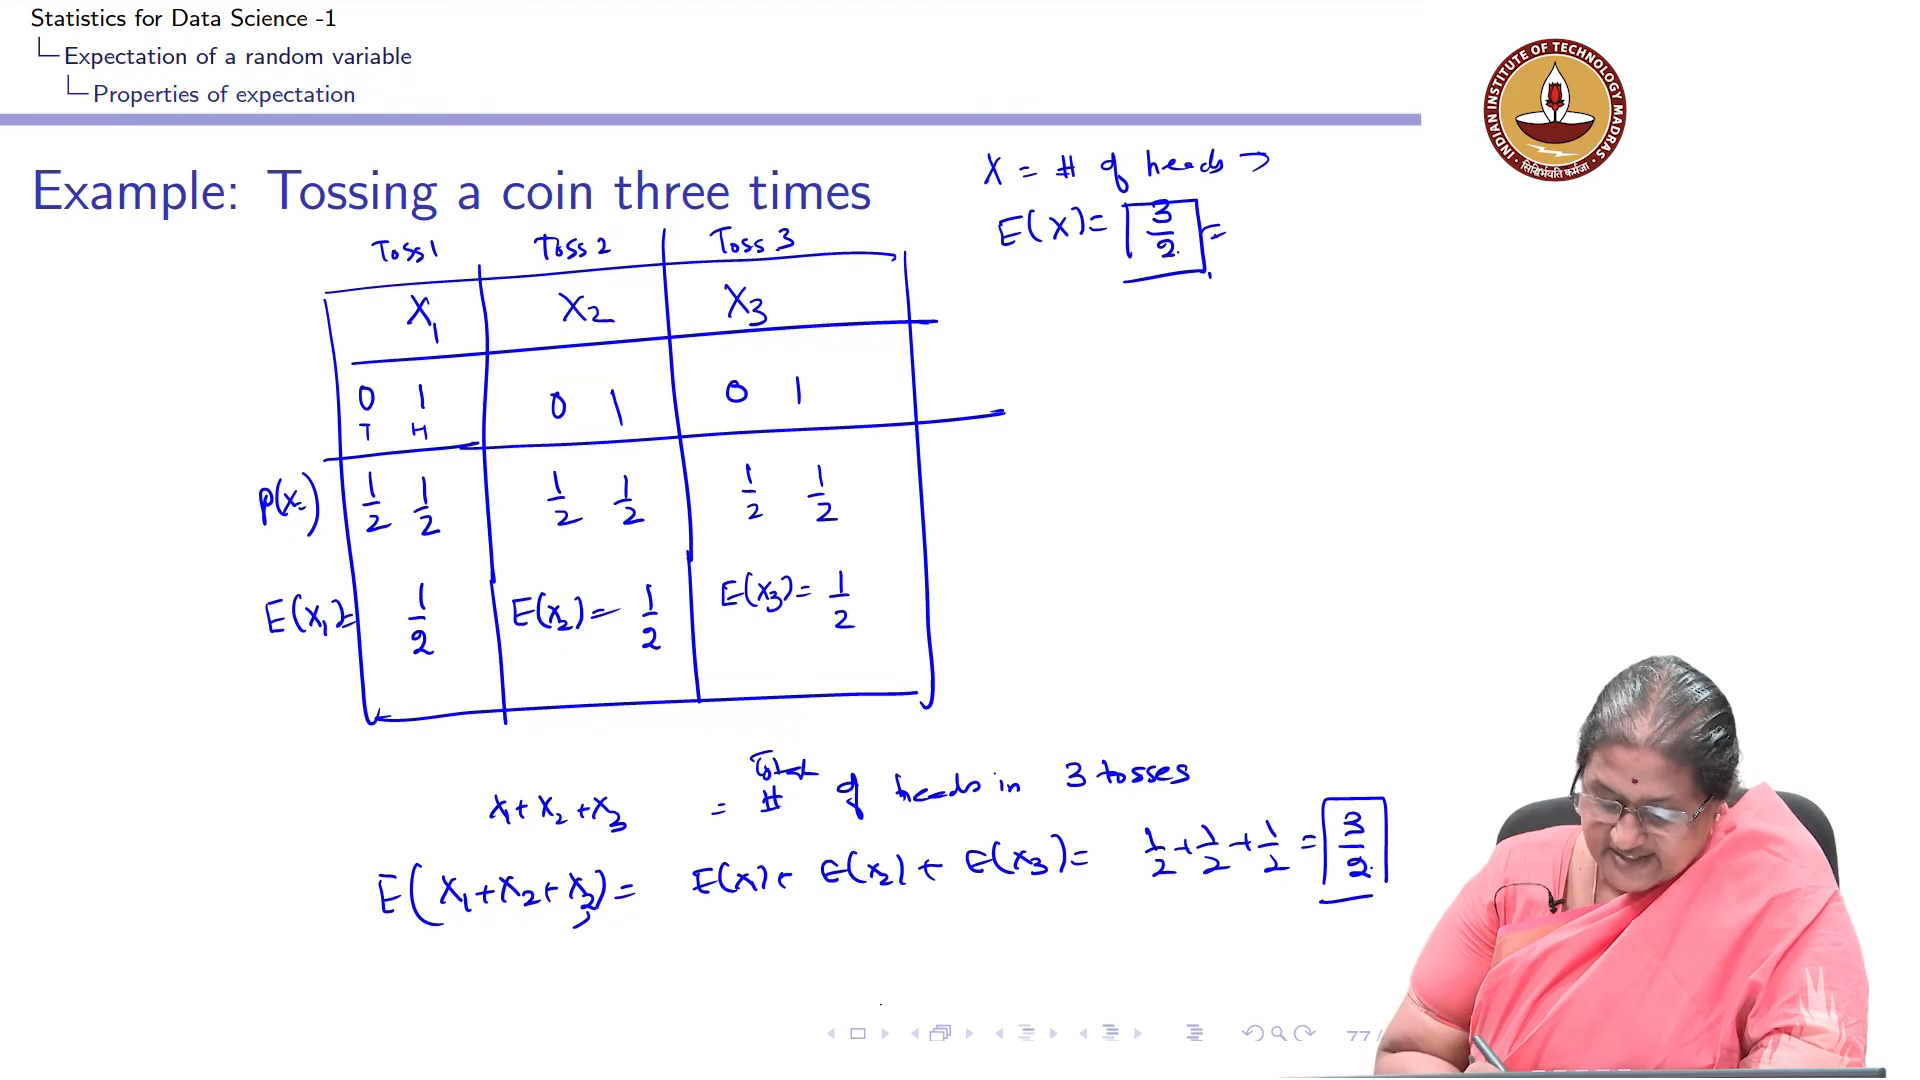 Statistics for Data Science -1
Expectation of a random variable
Properties of expectation
INDIAN INSTITUTE OF TECHNOLOGY MADRAS
सिद्धिर्भवति कर्मजा
Example: Tossing a coin three times
X = # of heads
E(X) = 3/2 =
Toss 1 Toss 2 Toss 3
X1 X2 X3
0 1 0 1 0 1
T H
P(X=) 1/2 1/2 1/2 1/2 1/2 1/2
E(X1)= 1/2 E(X2)= 1/2 E(X3)= 1/2
X1+X2+X3 = Total # of heads in 3 tosses
E(X1+X2+X3)= E(X1)+ E(X2)+ E(X3)= 1/2+1/2+1/2 = 3/2
77 /